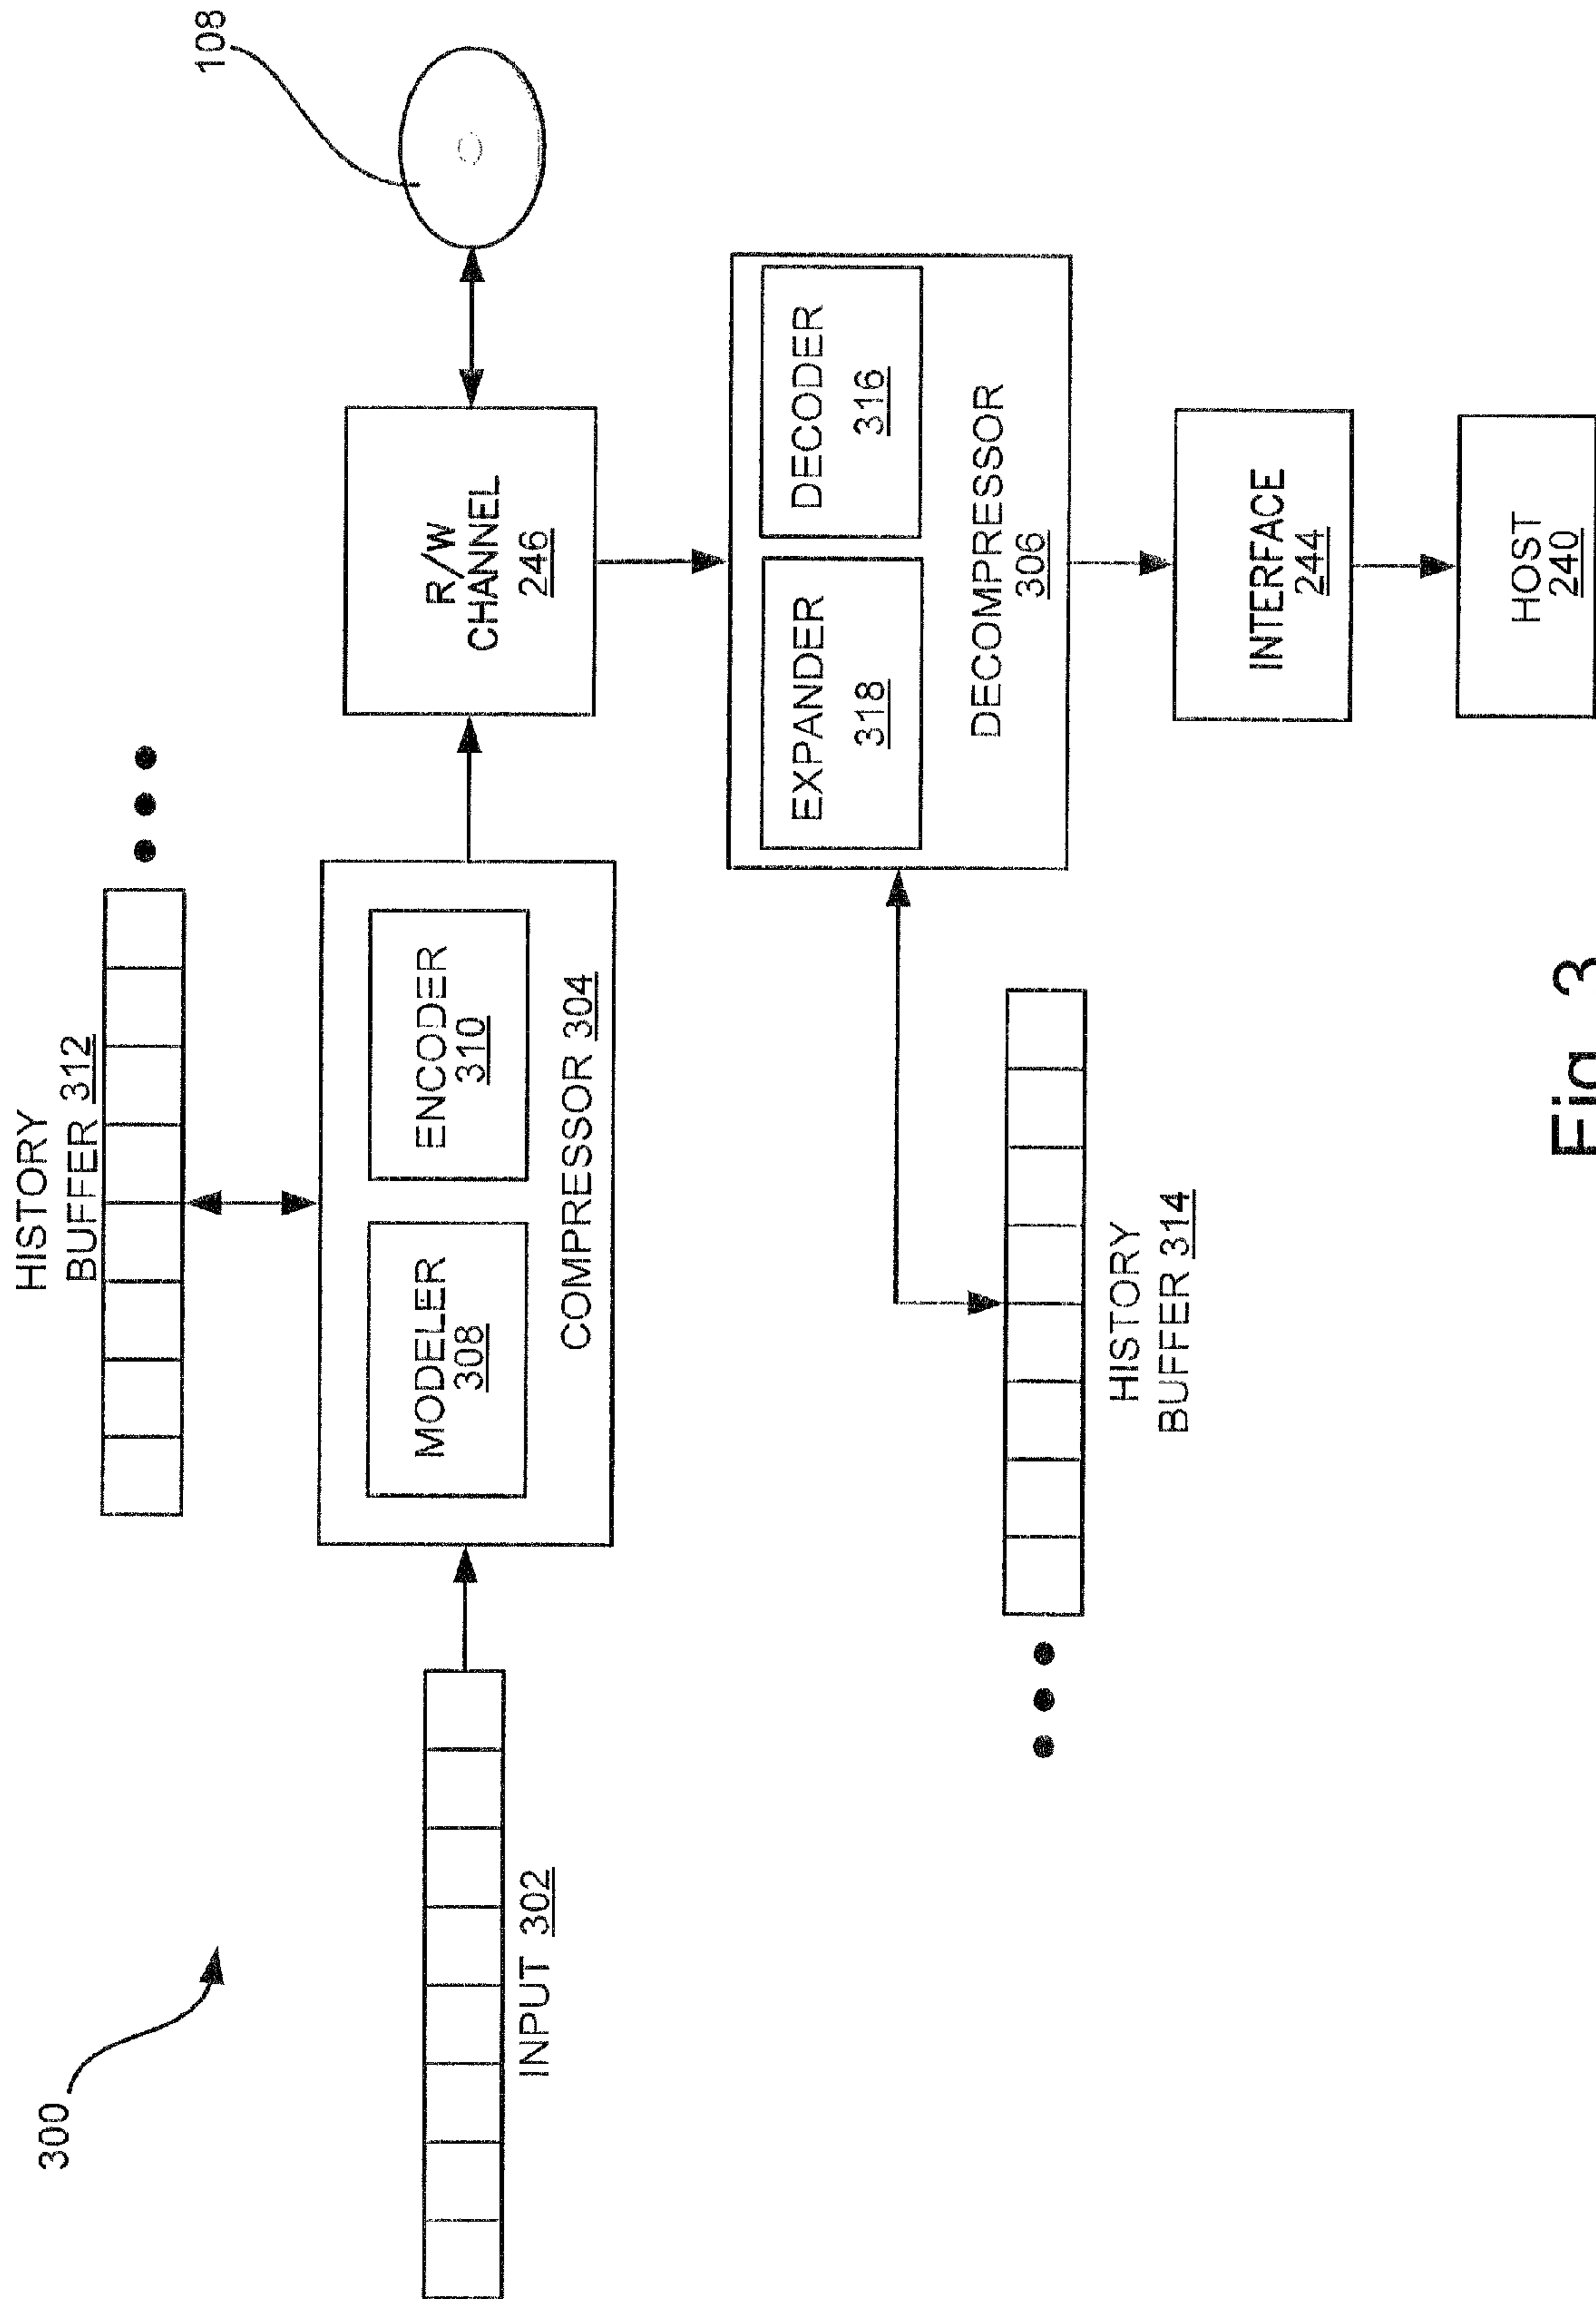 300
108
HISTORY
BUFFER 312
INPUT 302
MODELER
308
ENCODER
310
COMPRESSOR 304
R/W
CHANNEL
246
EXPANDER
318
DECODER
316
DECOMPRESSOR
306
HISTORY
BUFFER 314
INTERFACE
244
HOST
240
Fig. 3